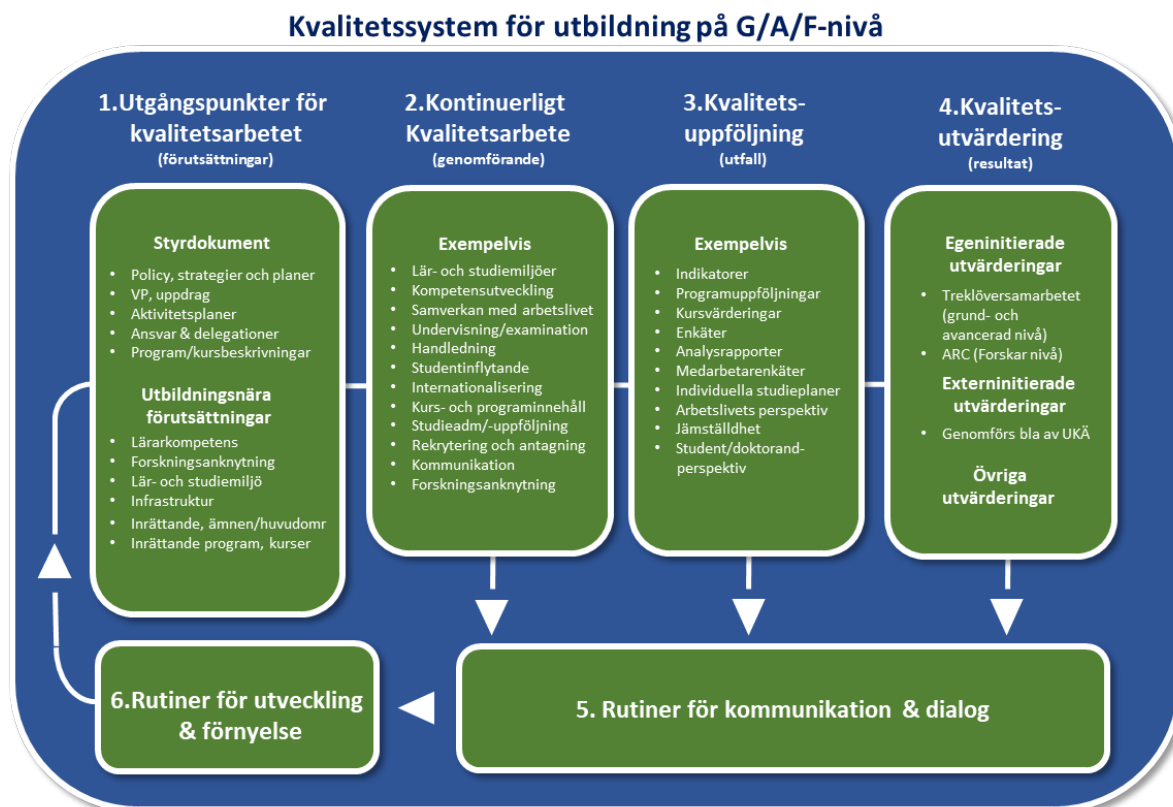 Kvalitetssystem för utbildning på G/A/F-nivå
1.Utgångspunkter för
kvalitetsarbetet
(förutsättningar)
Styrdokument
• Policy, strategier och planer
• VP, uppdrag
• Aktivitetsplaner
• Ansvar & delegationer
• Program/kursbeskrivningar
Utbildningsnära
förutsättningar
• Lärarkompetens
• Forskningsanknytning
• Lär- och studiemiljö
• Infrastruktur
• Inrättande, ämnen/huvudomr
• Inrättande program, kurser
2.Kontinuerligt
Kvalitetsarbete
(genomförande)
Exempelvis
• Lär- och studiemiljöer
• Kompetensutveckling
• Samverkan med arbetslivet
• Undervisning/examination
• Handledning
• Studentinflytande
• Internationalisering
• Kurs- och programinnehåll
• Studieadm/-uppföljning
• Rekrytering och antagning
• Kommunikation
• Forskningsanknytning
3.Kvalitets-
uppföljning
(utfall)
Exempelvis
• Indikatorer
• Programuppföljningar
• Kursvärderingar
• Enkäter
• Analysrapporter
• Medarbetarenkäter
• Individuella studieplaner
• Arbetslivets perspektiv
• Jämställdhet
• Student/doktorand-
perspektiv
4.Kvalitets-
utvärdering
(resultat)
Egeninitierade
utvärderingar
• Treklöversamarbetet
(grund- och
avancerad nivå)
• ARC (Forskar nivå)
Externinitierade
utvärderingar
• Genomförs bla av UKÄ
Övriga
utvärderingar
5. Rutiner för kommunikation & dialog
6.Rutiner för utveckling
& förnyelse